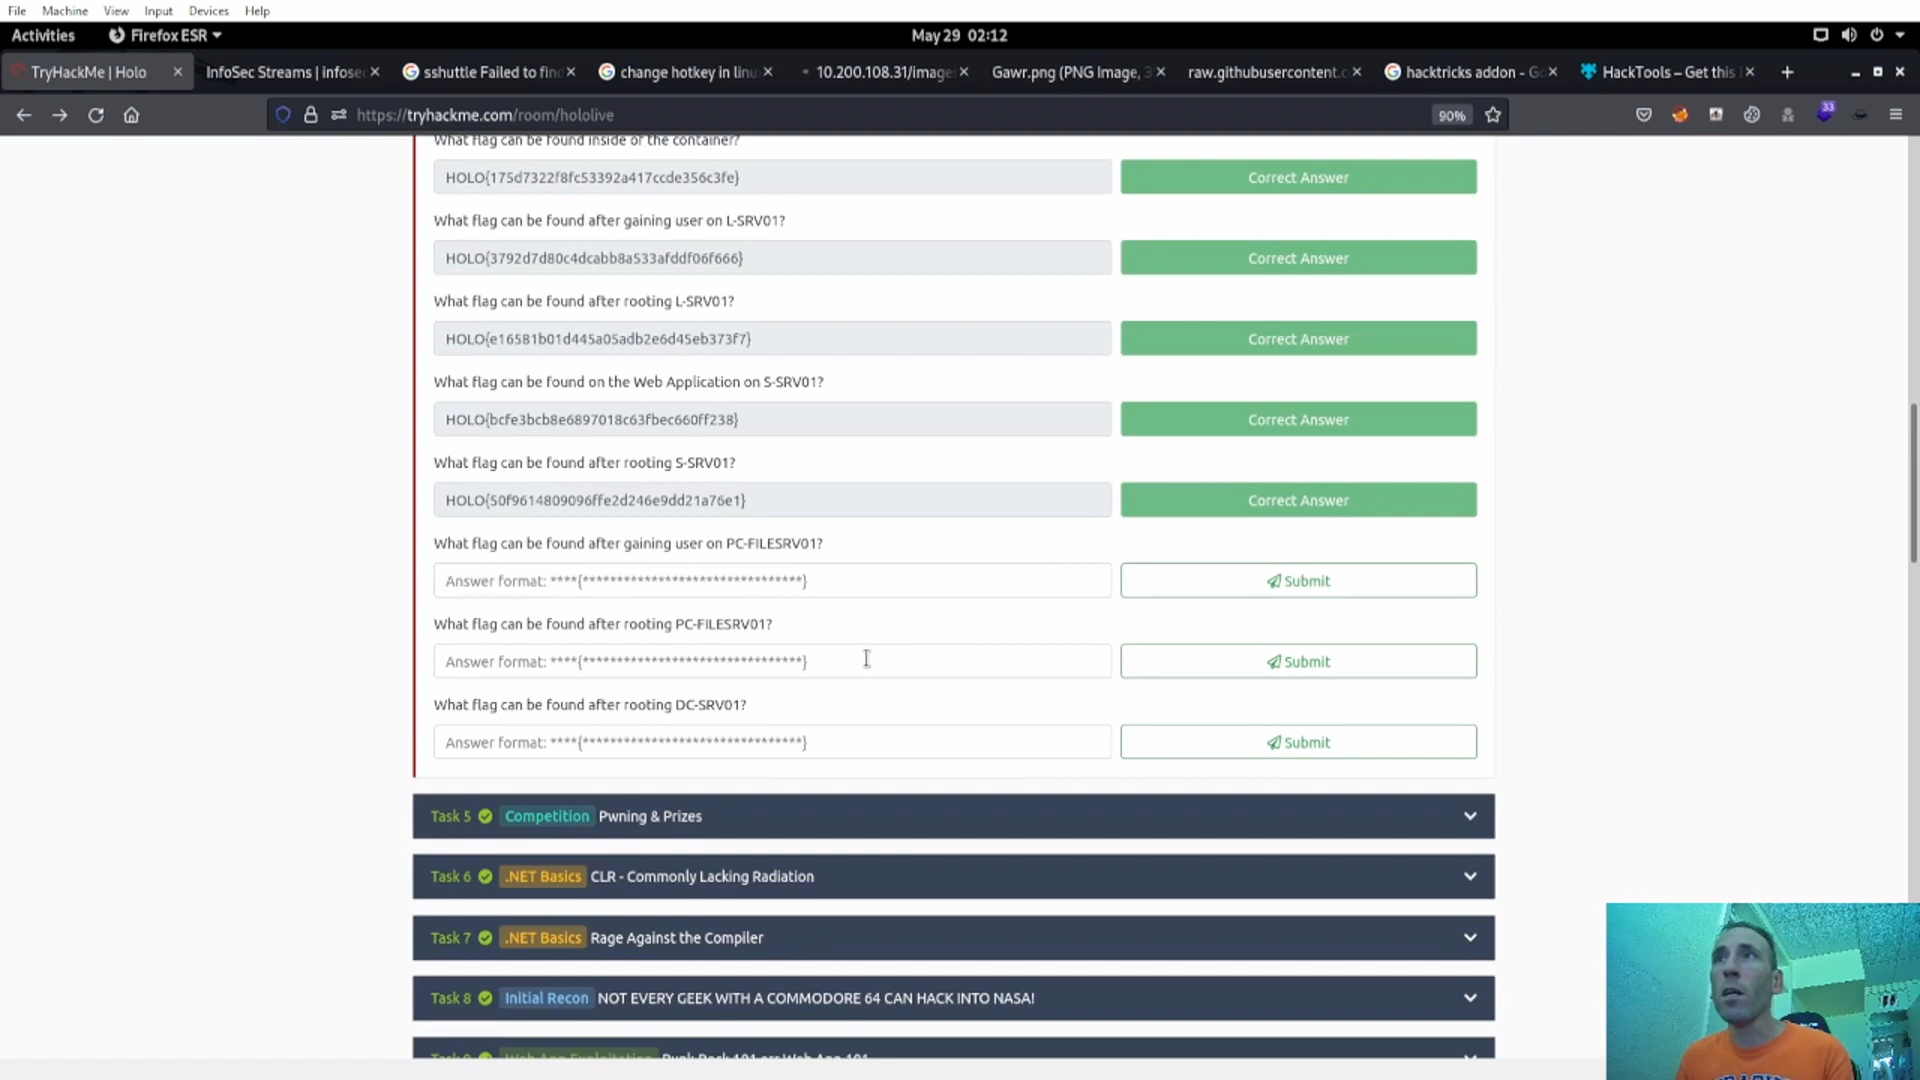 File Machine View Input Devices Help
Activities Firefox ESR May 29 02:12
TryHackMe | Holo InfoSec Streams | infosec sshuttle Failed to fin change hotkey in linu 10.200.108.31/image Gawr.png (PNG Image, 3 raw.githubusercontent. hacktricks addon - Go HackTools – Get this
https://tryhackme.com/room/hololive 90% 33
What flag can be found inside of the container?
HOLO{175d7322f8fc53392a417ccde356c3fe} Correct Answer
What flag can be found after gaining user on L-SRV01?
HOLO{3792d7d80c4dcabb8a533afddf06f666} Correct Answer
What flag can be found after rooting L-SRV01?
HOLO{e16581b01d445a05adb2e6d45eb373f7} Correct Answer
What flag can be found on the Web Application on S-SRV01?
HOLO{bcfe3bcb8e6897018c63fbec660ff238} Correct Answer
What flag can be found after rooting S-SRV01?
HOLO{50f9614809096ffe2d246e9dd21a76e1} Correct Answer
What flag can be found after gaining user on PC-FILESRV01?
Answer format: ****{********************************} Submit
What flag can be found after rooting PC-FILESRV01?
Answer format: ****{********************************} Submit
What flag can be found after rooting DC-SRV01?
Answer format: ****{********************************} Submit
Task 5 Competition Pwning & Prizes
Task 6 .NET Basics CLR - Commonly Lacking Radiation
Task 7 .NET Basics Rage Against the Compiler
Task 8 Initial Recon NOT EVERY GEEK WITH A COMMODORE 64 CAN HACK INTO NASA!